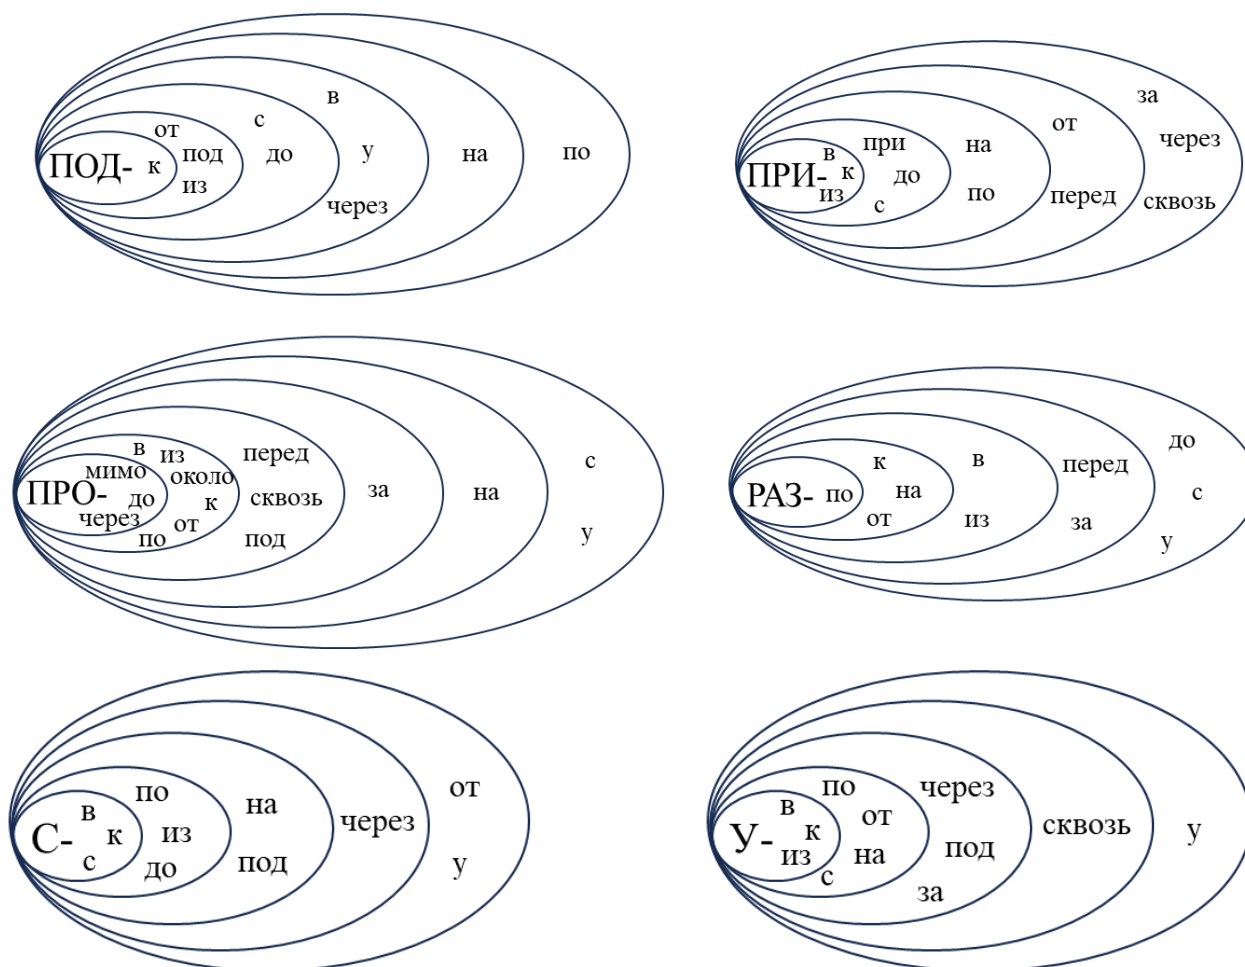 ПОД- к
от
под
из
с
до
в
у
через
на
по
ПРИ- в к из
при
до
с
на
по
от
перед
за
через
сквозь
ПРО- мимо до через
в
из
около
к
от
по
перед
сквозь
под
за
на
с
у
РАЗ- по
к
на
от
в
из
перед
за
до
с
у
С- в к с
по
из
до
на
под
через
от
у
У- в к из
по
от
на
с
через
под
за
сквозь
у